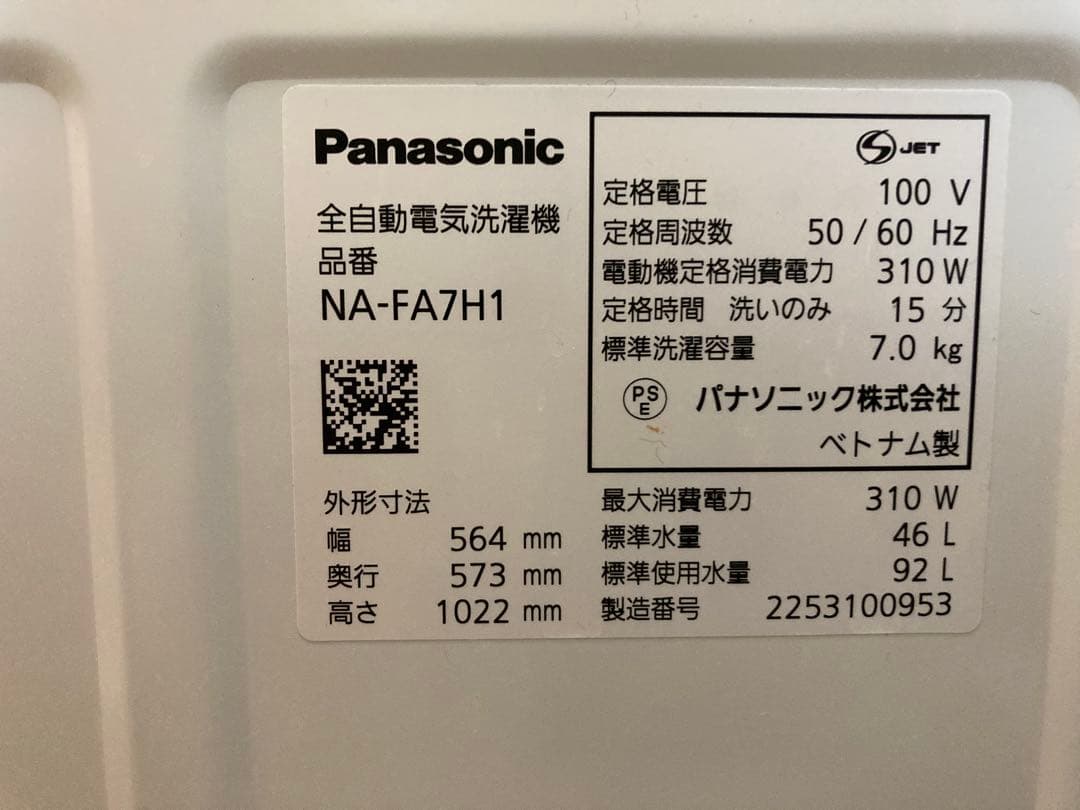 Panasonic
全自動電気洗濯機
品番
NA-FA7H1
外形寸法
幅 564 mm
奥行 573 mm
高さ 1022 mm
S JET
定格電圧 100 V
定格周波数 50 / 60 Hz
電動機定格消費電力 310 W
定格時間 洗いのみ 15 分
標準洗濯容量 7.0 kg
PS
E
パナソニック株式会社
ベトナム製
最大消費電力 310 W
標準水量 46 L
標準使用水量 92 L
製造番号 2253100953